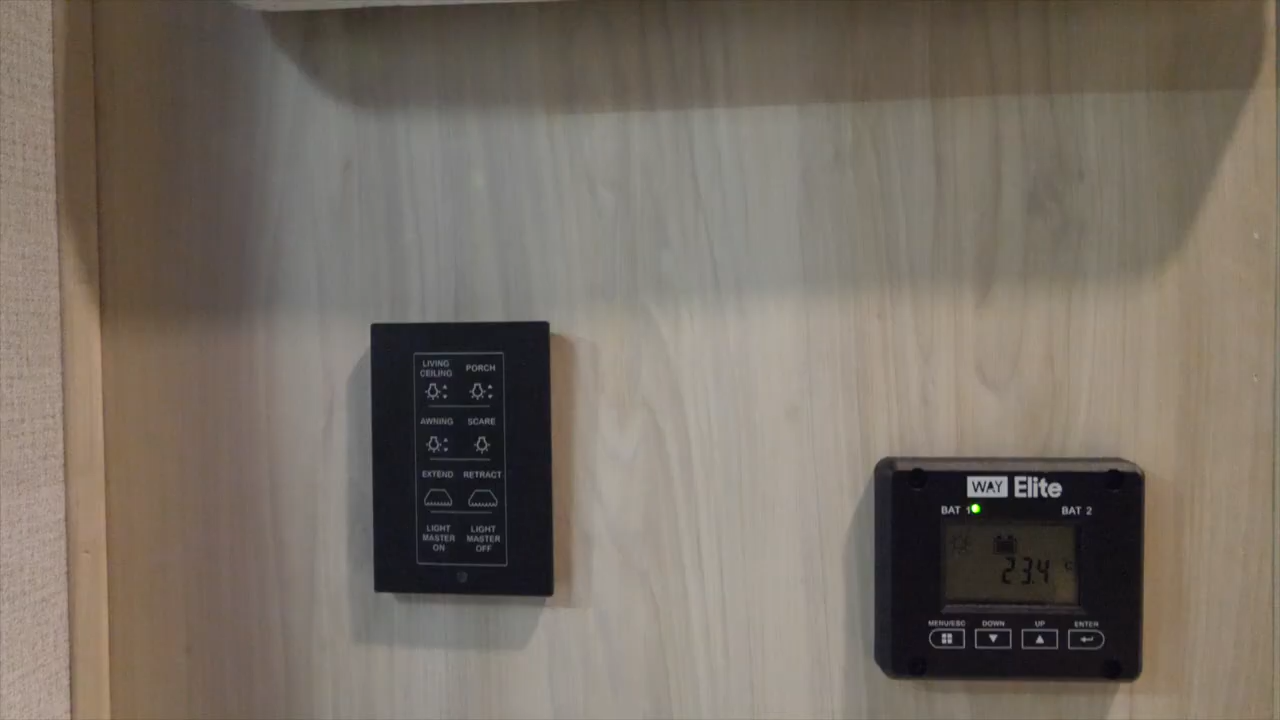 LIVING
CEILING
PORCH
AWNING
SCARE
EXTEND
RETRACT
LIGHT
MASTER
ON
LIGHT
MASTER
OFF
WAY Elite
BAT 1
BAT 2
23.4 °C
MENU/ESC
DOWN
UP
ENTER